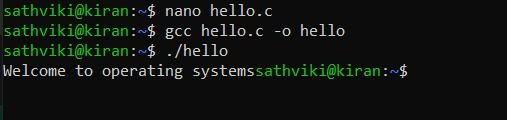 sathviki@kiran:~$ nano hello.c
sathviki@kiran:~$ gcc hello.c -o hello
sathviki@kiran:~$ ./hello
Welcome to operating systemssathviki@kiran:~$